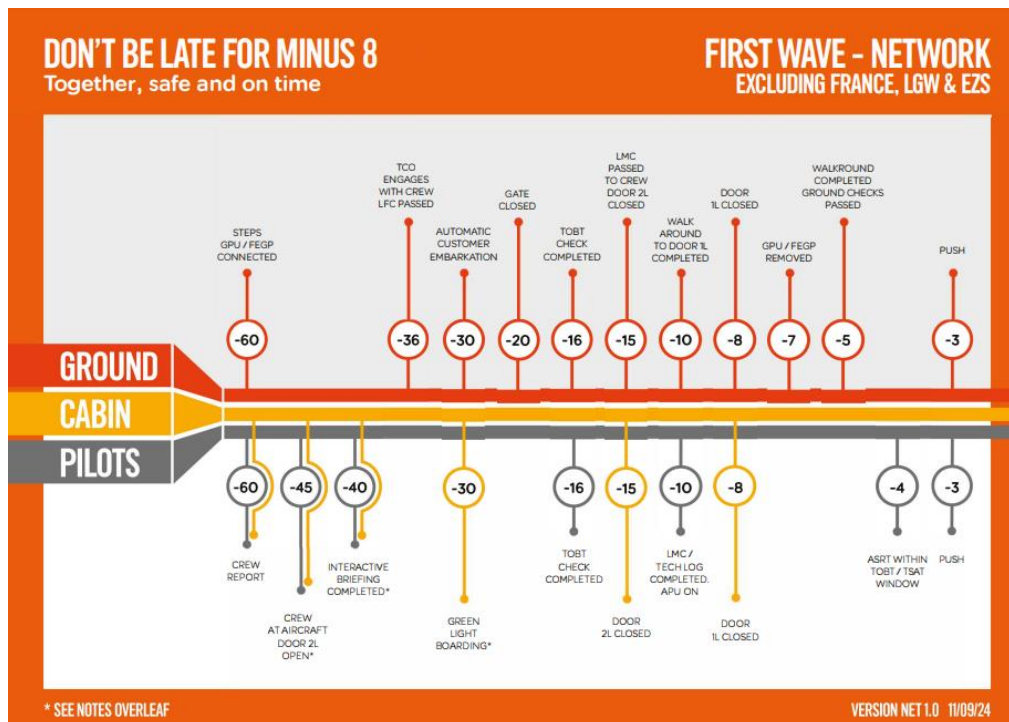 DON'T BE LATE FOR MINUS 8
Together, safe and on time
FIRST WAVE - NETWORK
EXCLUDING FRANCE, LGW & EZS
STEPS
GPU / FEGP
CONNECTED
TCO
ENGAGES
WITH CREW
LFC PASSED
AUTOMATIC
CUSTOMER
EMBARKATION
GATE
CLOSED
TOBT
CHECK
COMPLETED
LMC
PASSED
TO CREW
DOOR 2L
CLOSED
WALK
AROUND
TO DOOR 1L
COMPLETED
DOOR
1L CLOSED
GPU / FEGP
REMOVED
WALKROUND
COMPLETED
GROUND CHECKS
PASSED
PUSH
-60
-36
-30
-20
-16
-15
-10
-8
-7
-5
-3
GROUND
CABIN
PILOTS
-60
-45
-40
-30
-16
-15
-10
-8
-4
-3
CREW
REPORT
CREW
AT AIRCRAFT
DOOR 2L
OPEN*
INTERACTIVE
BRIEFING
COMPLETED*
GREEN
LIGHT
BOARDING*
TOBT
CHECK
COMPLETED
DOOR
2L CLOSED
LMC /
TECH LOG
COMPLETED.
APU ON
DOOR
1L CLOSED
ASRT WITHIN
TOBT / TSAT
WINDOW
PUSH
* SEE NOTES OVERLEAF
VERSION NET 1.0 11/09/24